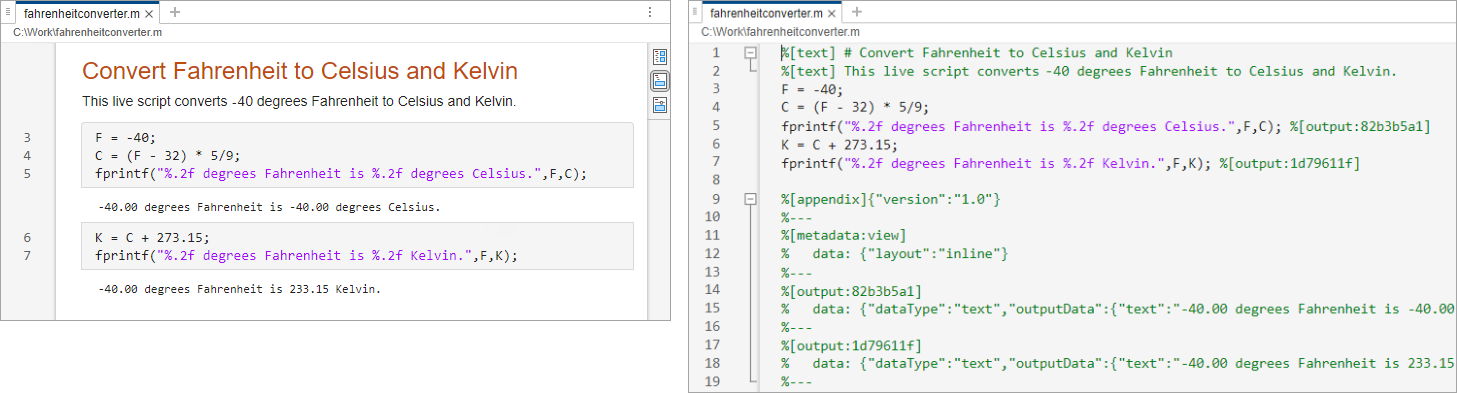 fahrenheitconverter.m × +
C:\Work\fahrenheitconverter.m
Convert Fahrenheit to Celsius and Kelvin
This live script converts -40 degrees Fahrenheit to Celsius and Kelvin.
3 F = -40;
4 C = (F - 32) * 5/9;
5 fprintf("%.2f degrees Fahrenheit is %.2f degrees Celsius.",F,C);
-40.00 degrees Fahrenheit is -40.00 degrees Celsius.
6 K = C + 273.15;
7 fprintf("%.2f degrees Fahrenheit is %.2f Kelvin.",F,K);
-40.00 degrees Fahrenheit is 233.15 Kelvin.
fahrenheitconverter.m × +
C:\Work\fahrenheitconverter.m
1 %[text] # Convert Fahrenheit to Celsius and Kelvin
2 %[text] This live script converts -40 degrees Fahrenheit to Celsius and Kelvin.
3 F = -40;
4 C = (F - 32) * 5/9;
5 fprintf("%.2f degrees Fahrenheit is %.2f degrees Celsius.",F,C); %[output:82b3b5a1]
6 K = C + 273.15;
7 fprintf("%.2f degrees Fahrenheit is %.2f Kelvin.",F,K); %[output:1d79611f]
8
9 %[appendix]{"version":"1.0"}
10 %---
11 %[metadata:view]
12 %   data: {"layout":"inline"}
13 %---
14 %[output:82b3b5a1]
15 %   data: {"dataType":"text","outputData":{"text":"-40.00 degrees Fahrenheit is -40.00
16 %---
17 %[output:1d79611f]
18 %   data: {"dataType":"text","outputData":{"text":"-40.00 degrees Fahrenheit is 233.15
19 %---